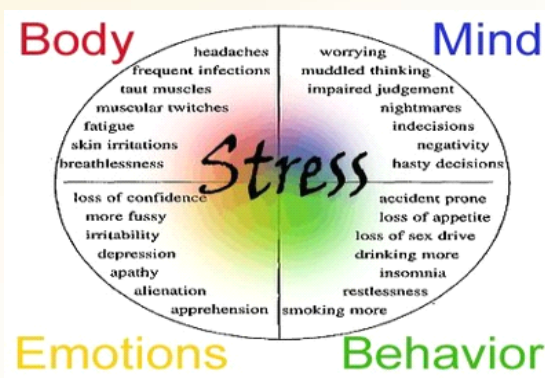 Body
headaches
frequent infections
taut muscles
muscular twitches
fatigue
skin irritations
breathlessness
Mind
worrying
muddled thinking
impaired judgement
nightmares
indecisions
negativity
hasty decisions
Stress
loss of confidence
more fussy
irritability
depression
apathy
alienation
apprehension
Emotions
accident prone
loss of appetite
loss of sex drive
drinking more
insomnia
restlessness
smoking more
Behavior